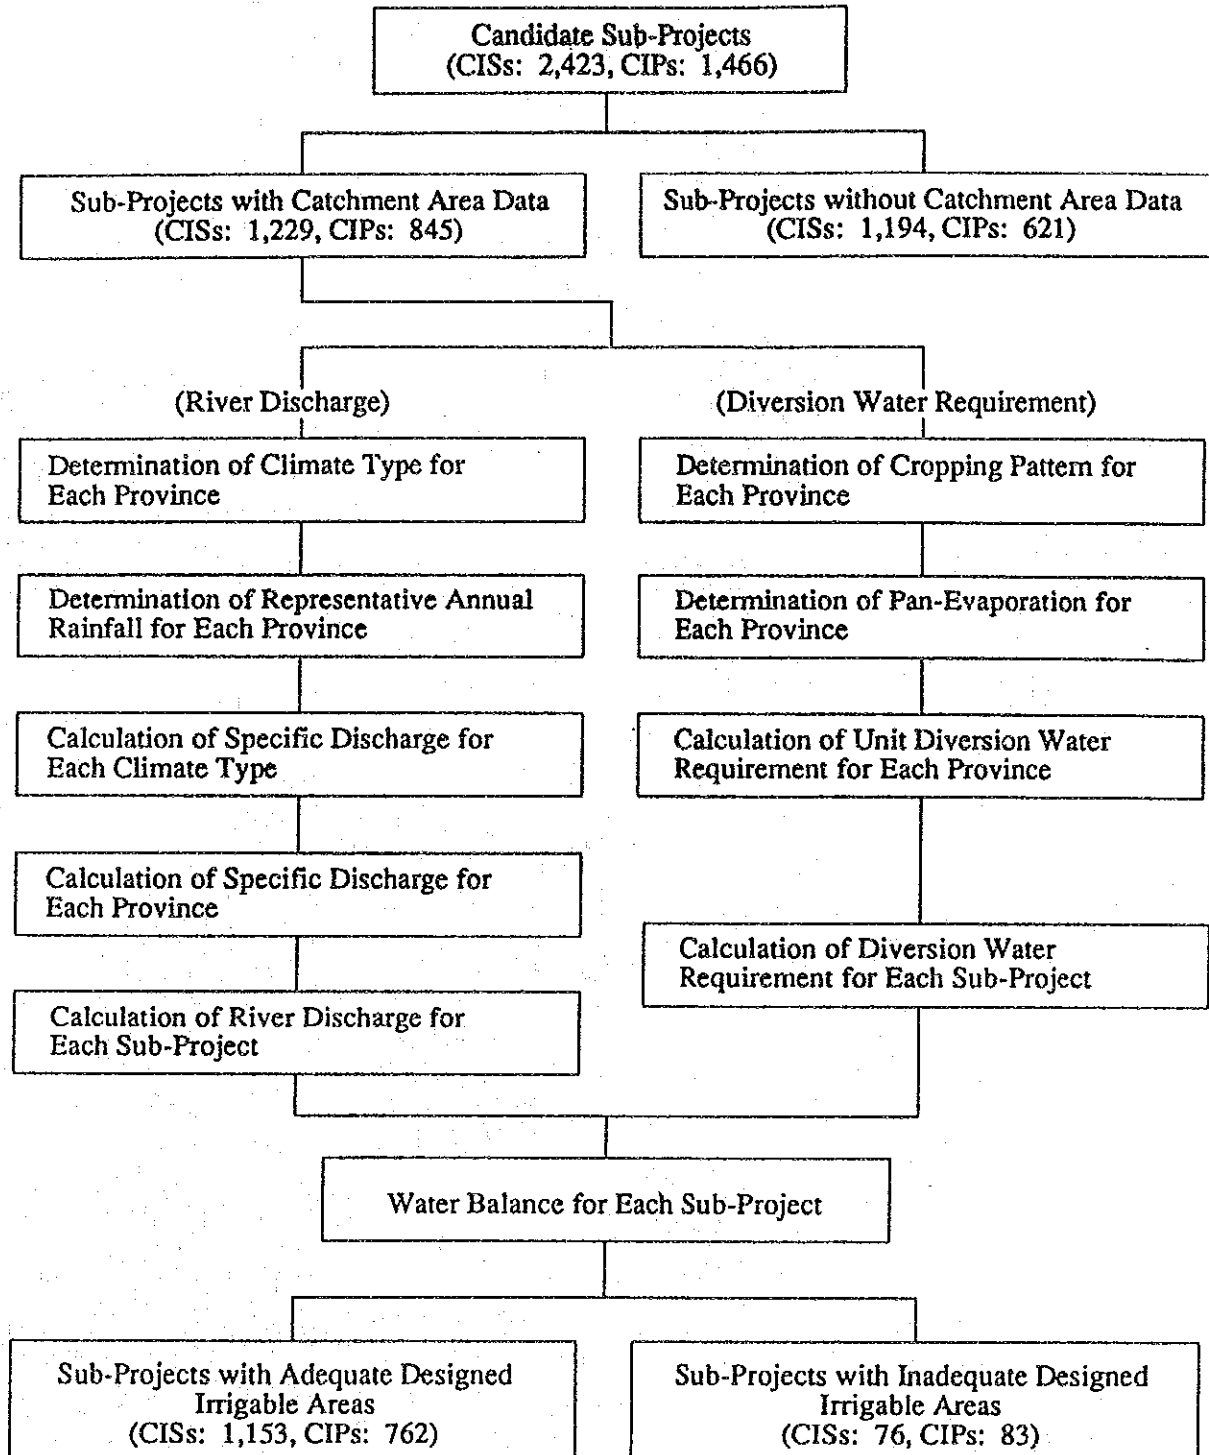 Candidate Sub-Projects
(CISs: 2,423, CIPs: 1,466)
Sub-Projects with Catchment Area Data
(CISs: 1,229, CIPs: 845)
Sub-Projects without Catchment Area Data
(CISs: 1,194, CIPs: 621)
(River Discharge)
(Diversion Water Requirement)
Determination of Climate Type for
Each Province
Determination of Cropping Pattern for
Each Province
Determination of Representative Annual
Rainfall for Each Province
Determination of Pan-Evaporation for
Each Province
Calculation of Specific Discharge for
Each Climate Type
Calculation of Unit Diversion Water
Requirement for Each Province
Calculation of Specific Discharge for
Each Province
Calculation of Diversion Water
Requirement for Each Sub-Project
Calculation of River Discharge for
Each Sub-Project
Water Balance for Each Sub-Project
Sub-Projects with Adequate Designed
Irrigable Areas
(CISs: 1,153, CIPs: 762)
Sub-Projects with Inadequate Designed
Irrigable Areas
(CISs: 76, CIPs: 83)